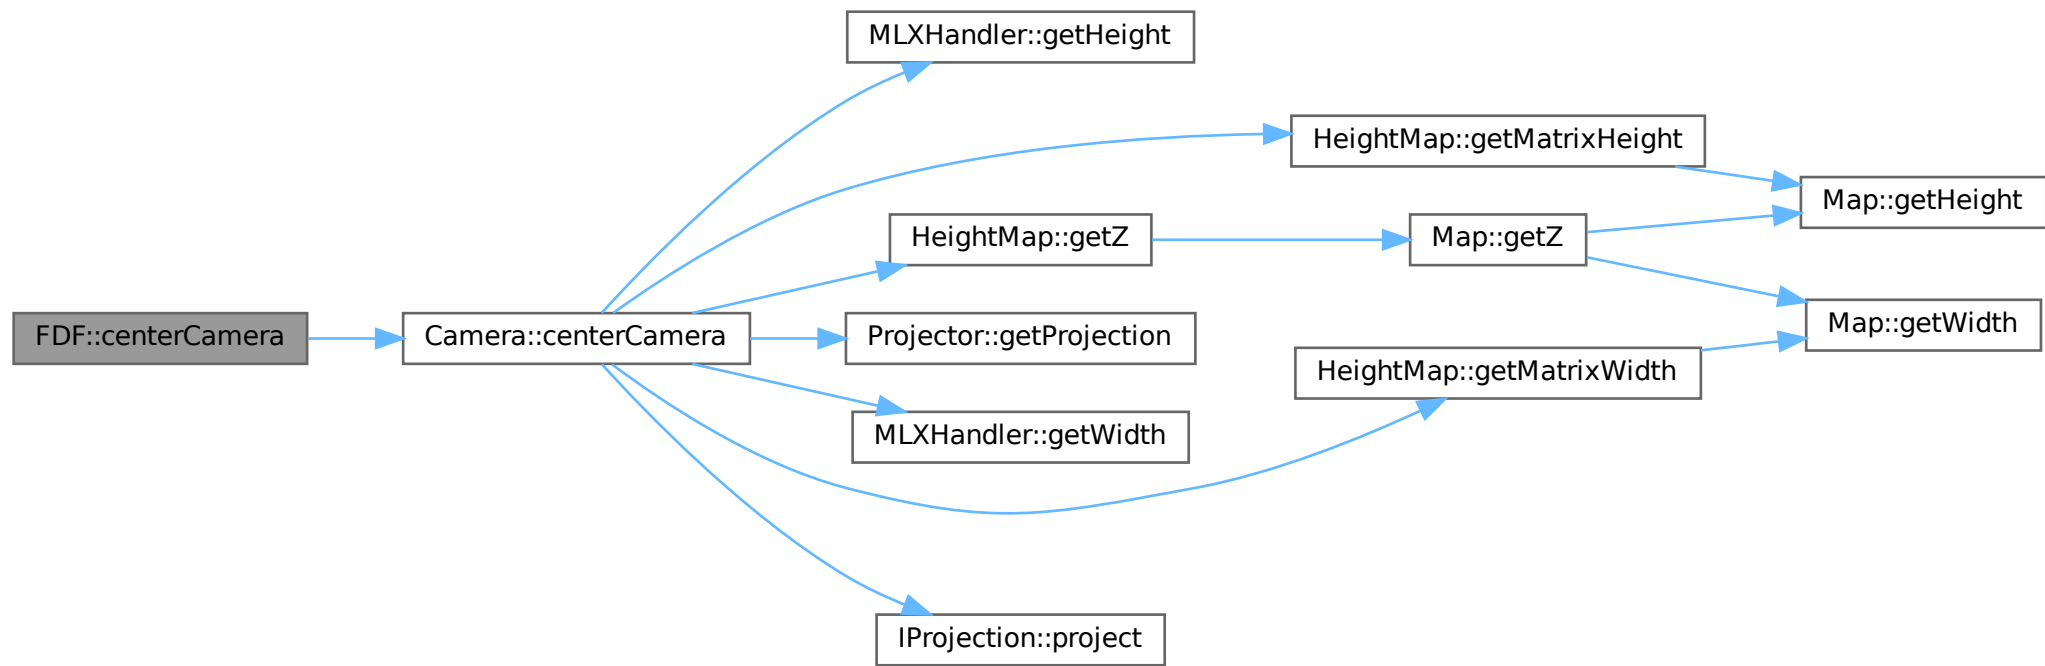 MLXHandler::getHeight
HeightMap::getMatrixHeight
Map::getHeight
HeightMap::getZ
Map::getZ
FDF::centerCamera
Camera::centerCamera
Projector::getProjection
Map::getWidth
HeightMap::getMatrixWidth
MLXHandler::getWidth
IProjection::project